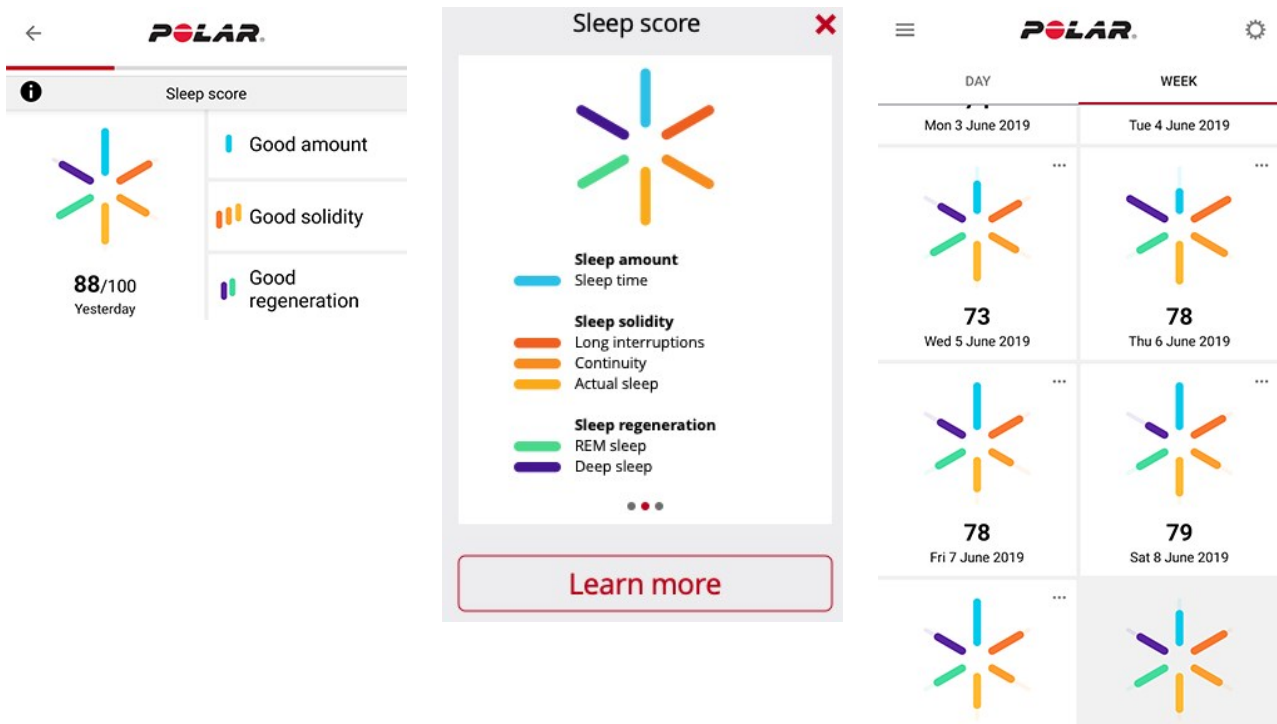 POLAR.
Sleep score
Good amount
Good solidity
Good
regeneration
88/100
Yesterday
Sleep score
Sleep amount
Sleep time
Sleep solidity
Long interruptions
Continuity
Actual sleep
Sleep regeneration
REM sleep
Deep sleep
Learn more
POLAR.
DAY
WEEK
Mon 3 June 2019
Tue 4 June 2019
73
Wed 5 June 2019
78
Thu 6 June 2019
78
Fri 7 June 2019
79
Sat 8 June 2019